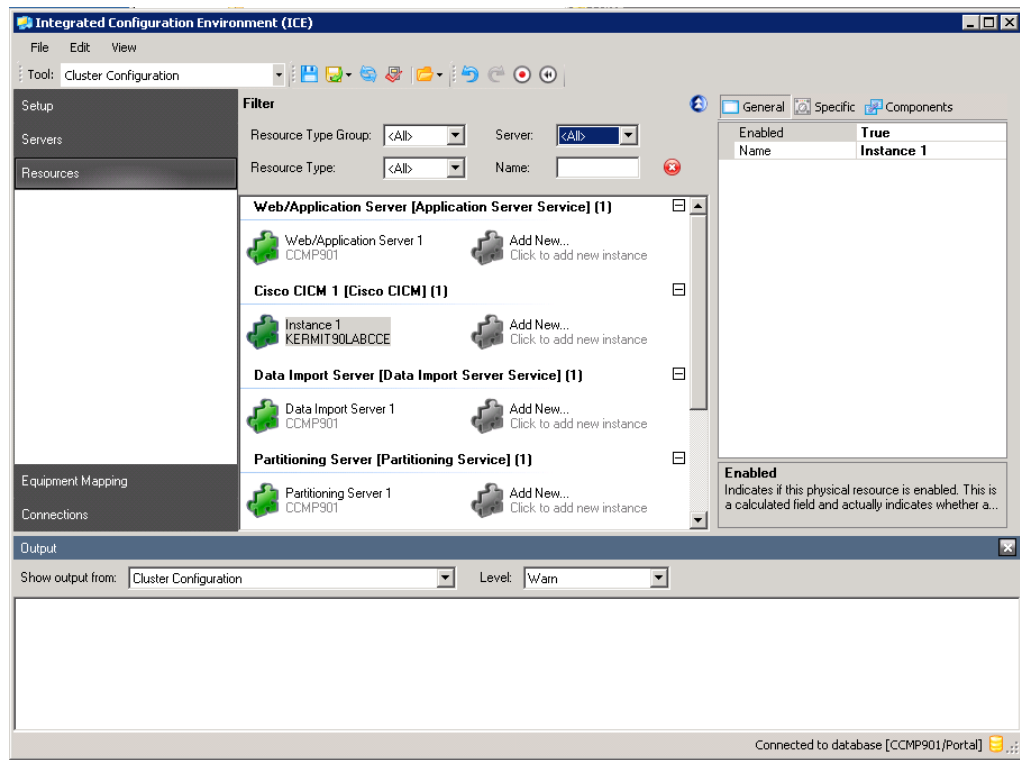 Integrated Configuration Environment (ICE)
File Edit View
Tool: Cluster Configuration
Setup
Servers
Resources
Equipment Mapping
Connections
Filter
Resource Type Group: <All> Server: <All>
Resource Type: <All> Name:
Web/Application Server [Application Server Service] (1)
Web/Application Server 1
CCMP901
Add New...
Click to add new instance
Cisco CICM 1 [Cisco CICM] (1)
Instance 1
KERMIT90LABCCE
Add New...
Click to add new instance
Data Import Server [Data Import Server Service] (1)
Data Import Server 1
CCMP901
Add New...
Click to add new instance
Partitioning Server [Partitioning Service] (1)
Partitioning Server 1
CCMP901
Add New...
Click to add new instance
General Specific Components
Enabled True
Name Instance 1
Enabled
Indicates if this physical resource is enabled. This is
a calculated field and actually indicates whether a...
Output
Show output from: Cluster Configuration Level: Warn
Connected to database [CCMP901/Portal]